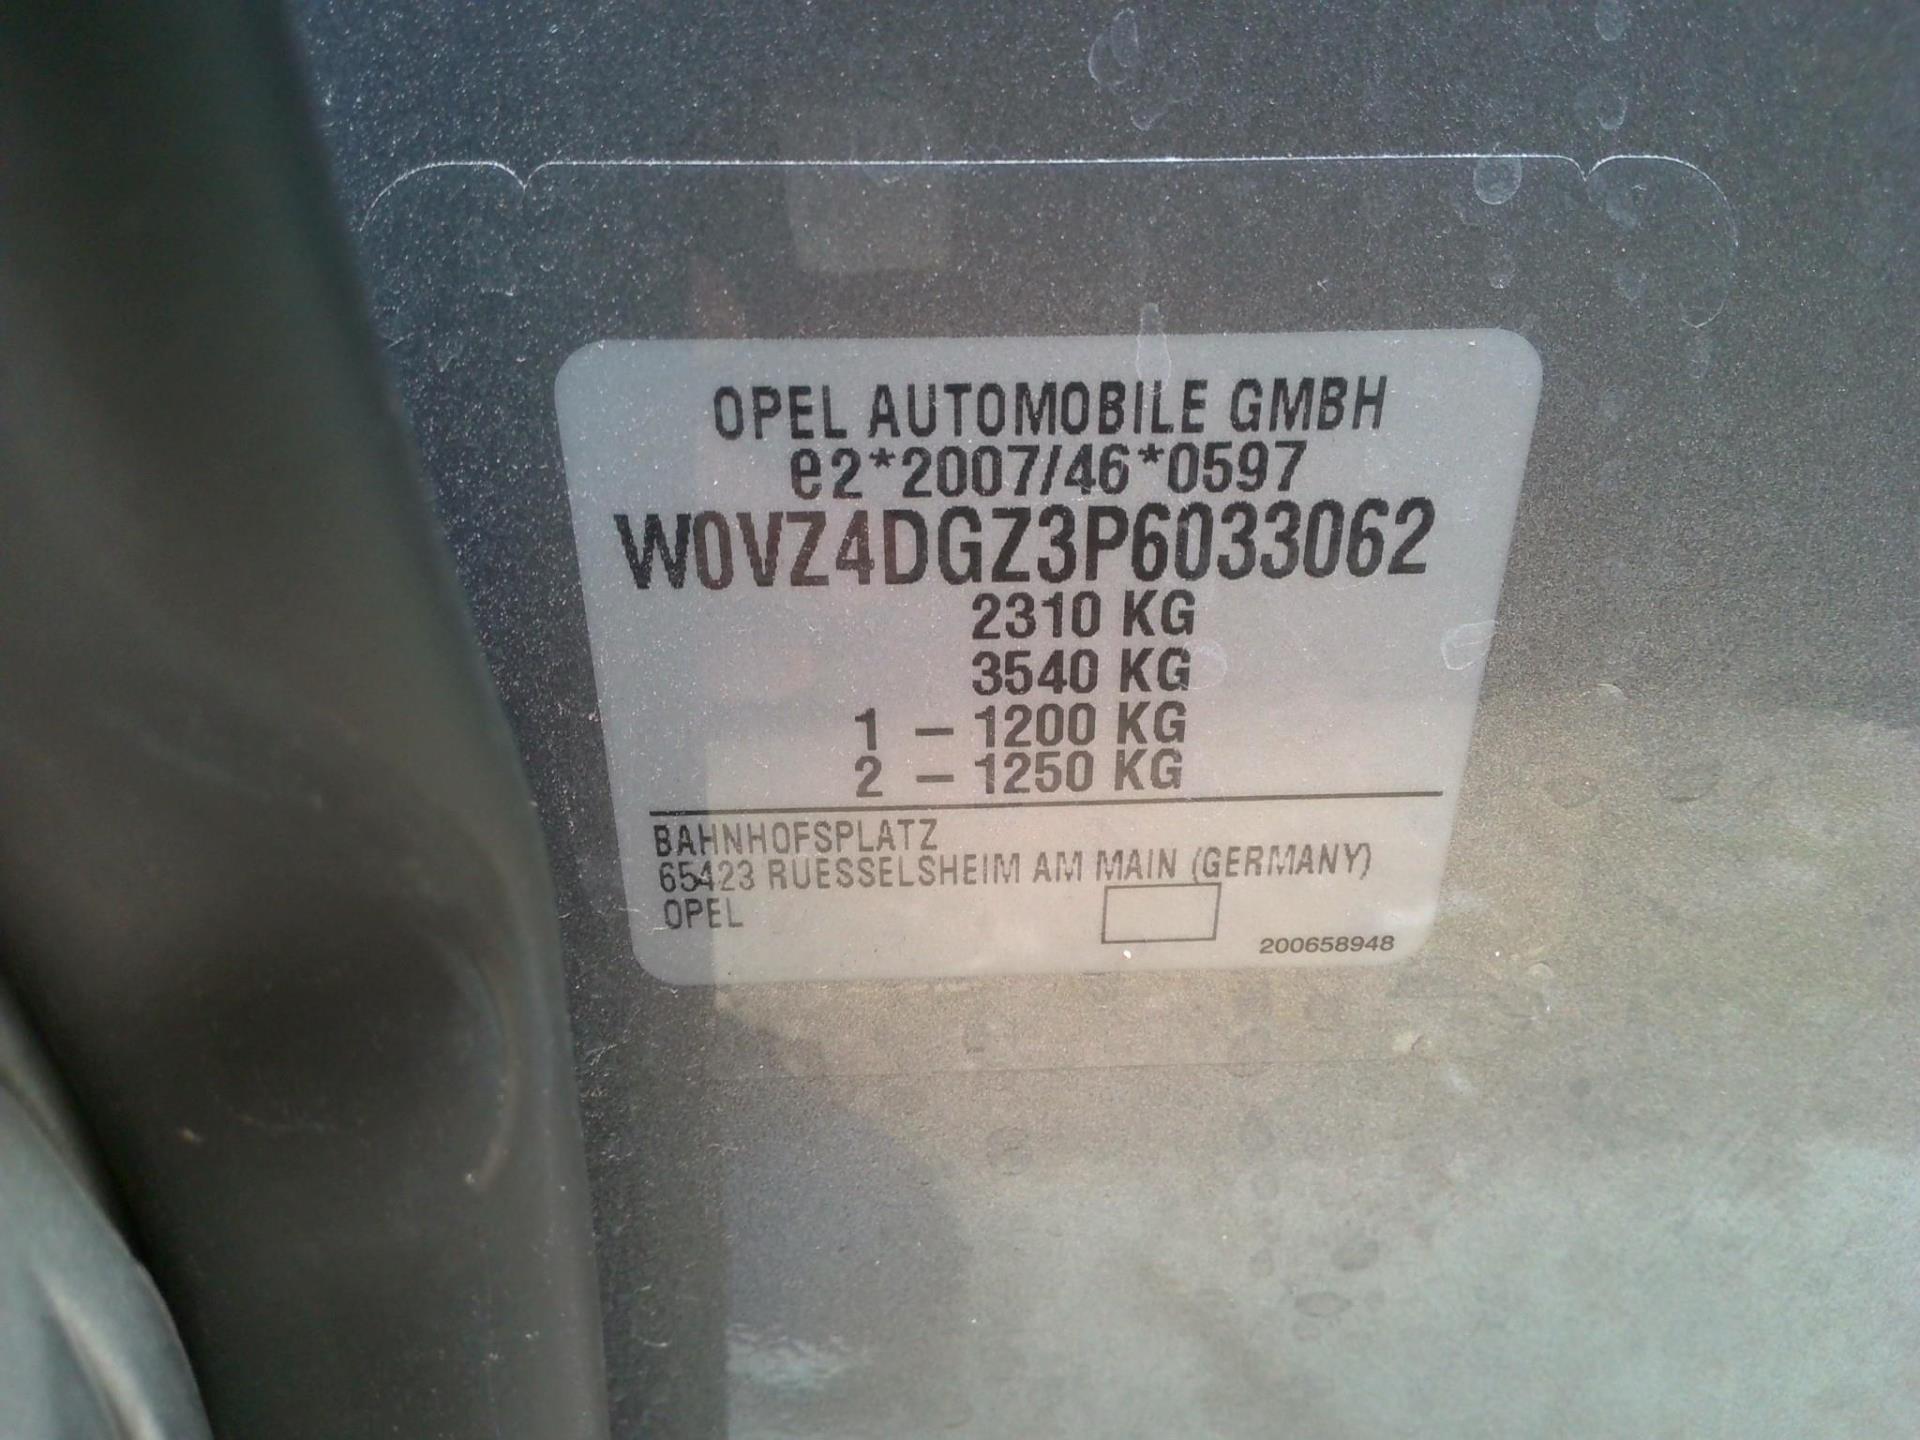 OPEL AUTOMOBILE GMBH
e2*2007/46*0597
W0VZ4DGZ3P6033062
2310 KG
3540 KG
1 – 1200 KG
2 – 1250 KG
BAHNHOFSPLATZ
65423 RUESSELSHEIM AM MAIN (GERMANY)
OPEL
200658948